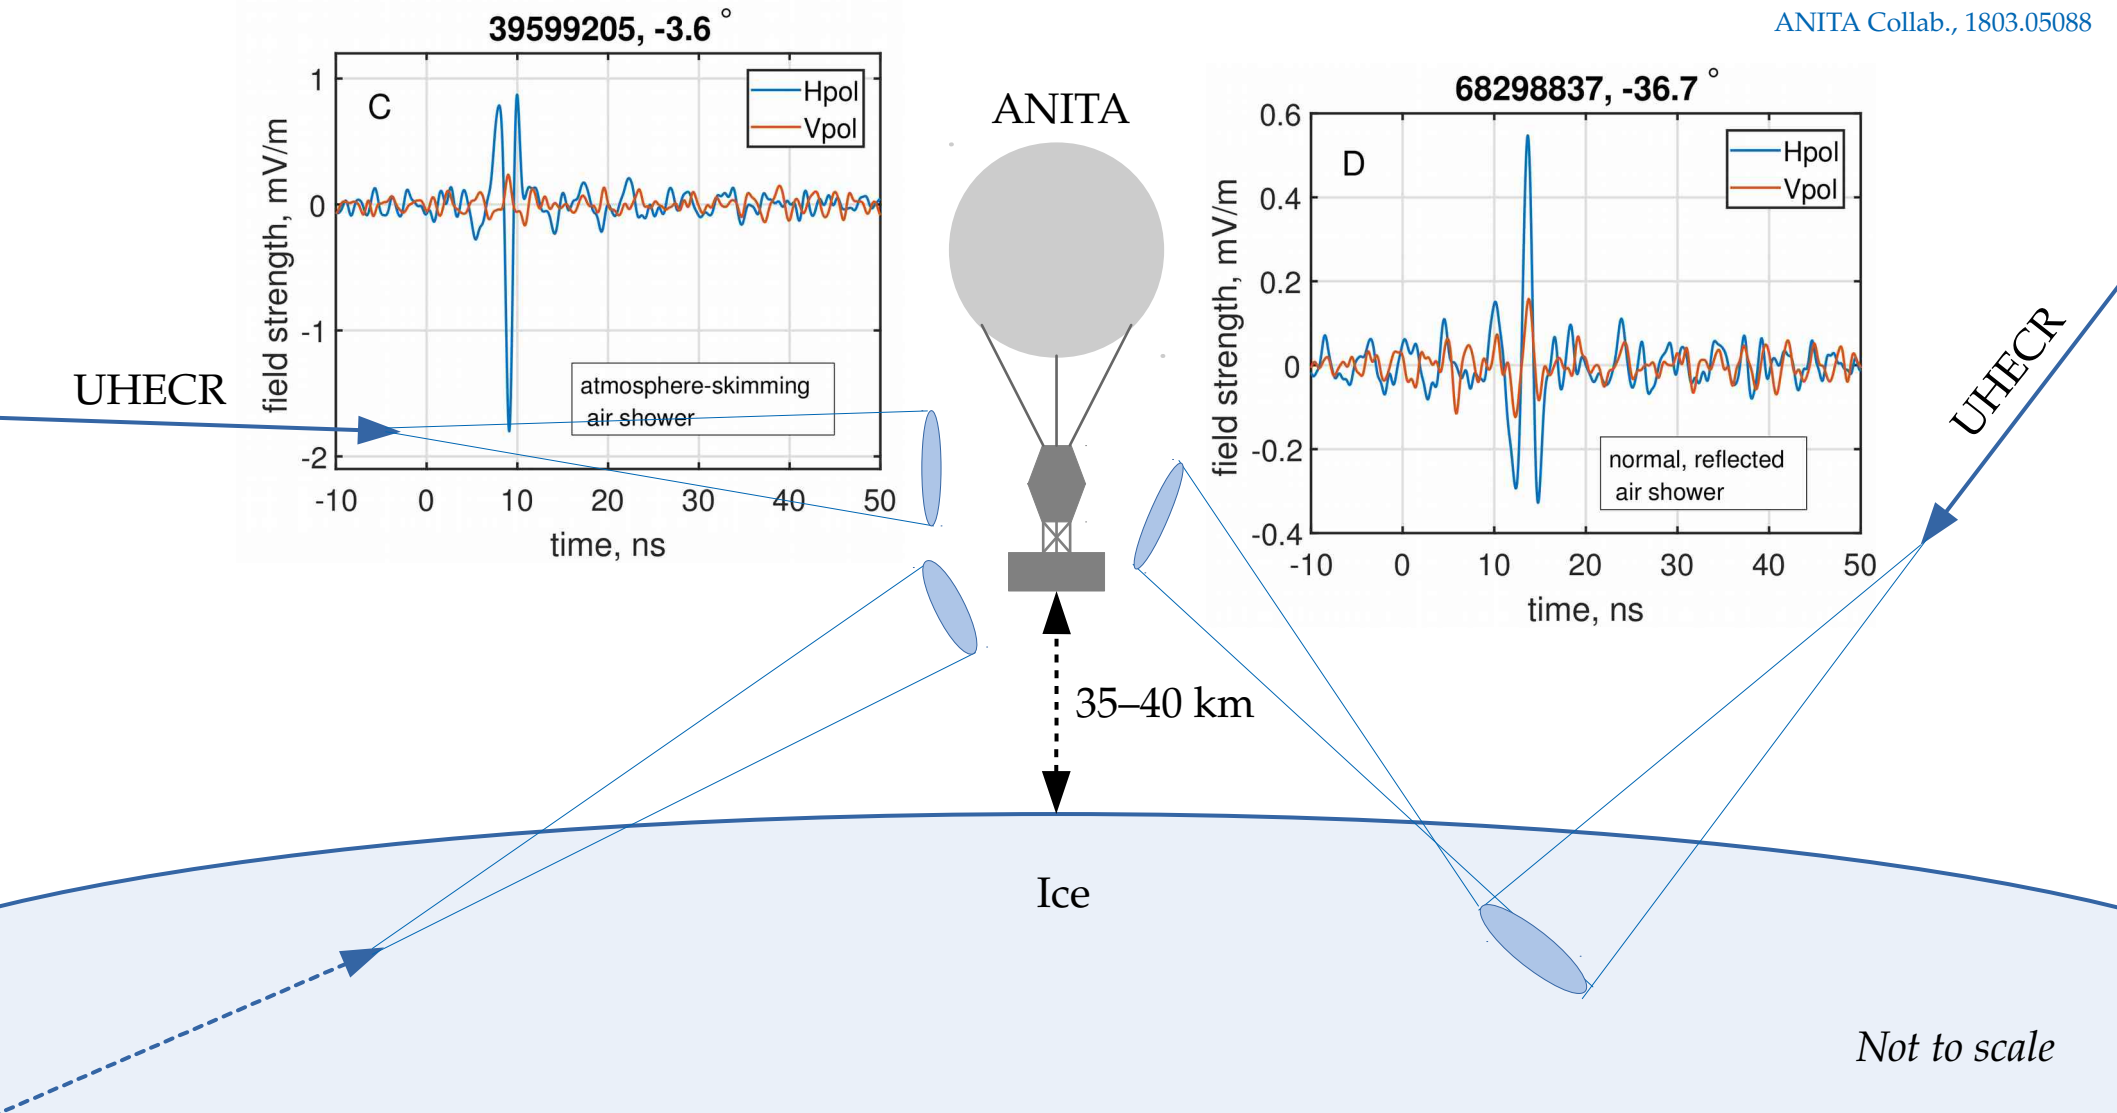 ANITA Collab., 1803.05088
39599205, -3.6 °
C
Hpol
Vpol
field strength, mV/m
1
0
-1
-2
-10 0 10 20 30 40 50
time, ns
atmosphere-skimming
air shower
UHECR
ANITA
68298837, -36.7 °
D
Hpol
Vpol
field strength, mV/m
0.6
0.4
0.2
0
-0.2
-0.4
-10 0 10 20 30 40 50
time, ns
normal, reflected
air shower
UHECR
35–40 km
Ice
Not to scale